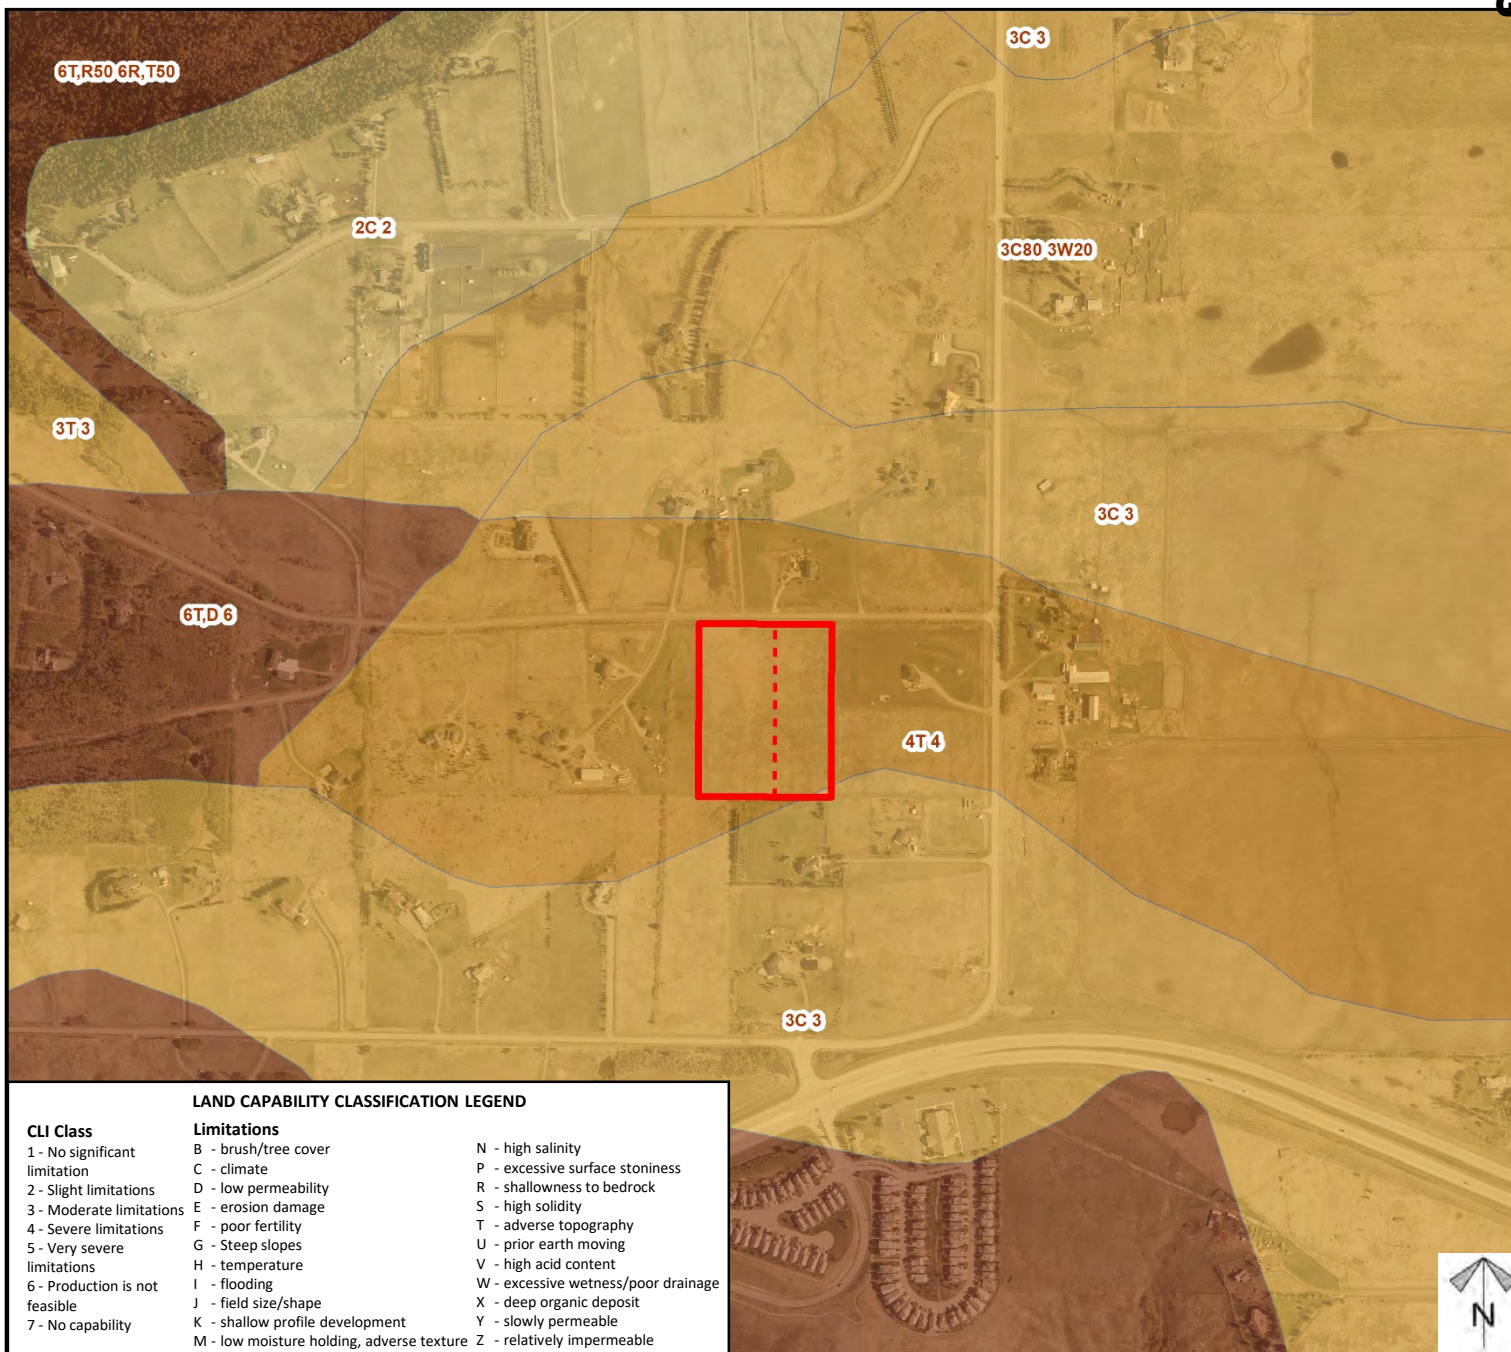 3C 3
6T,R50 6R,T50
2C 2
3C80 3W20
3T 3
3C 3
6T,D 6
4T 4
3C 3
LAND CAPABILITY CLASSIFICATION LEGEND
CLI Class
1 - No significant
limitation
2 - Slight limitations
3 - Moderate limitations
4 - Severe limitations
5 - Very severe
limitations
6 - Production is not
feasible
7 - No capability
Limitations
B - brush/tree cover
C - climate
D - low permeability
E - erosion damage
F - poor fertility
G - Steep slopes
H - temperature
I - flooding
J - field size/shape
K - shallow profile development
M - low moisture holding, adverse texture
N - high salinity
P - excessive surface stoniness
R - shallowness to bedrock
S - high solidity
T - adverse topography
U - prior earth moving
V - high acid content
W - excessive wetness/poor drainage
X - deep organic deposit
Y - slowly permeable
Z - relatively impermeable
N